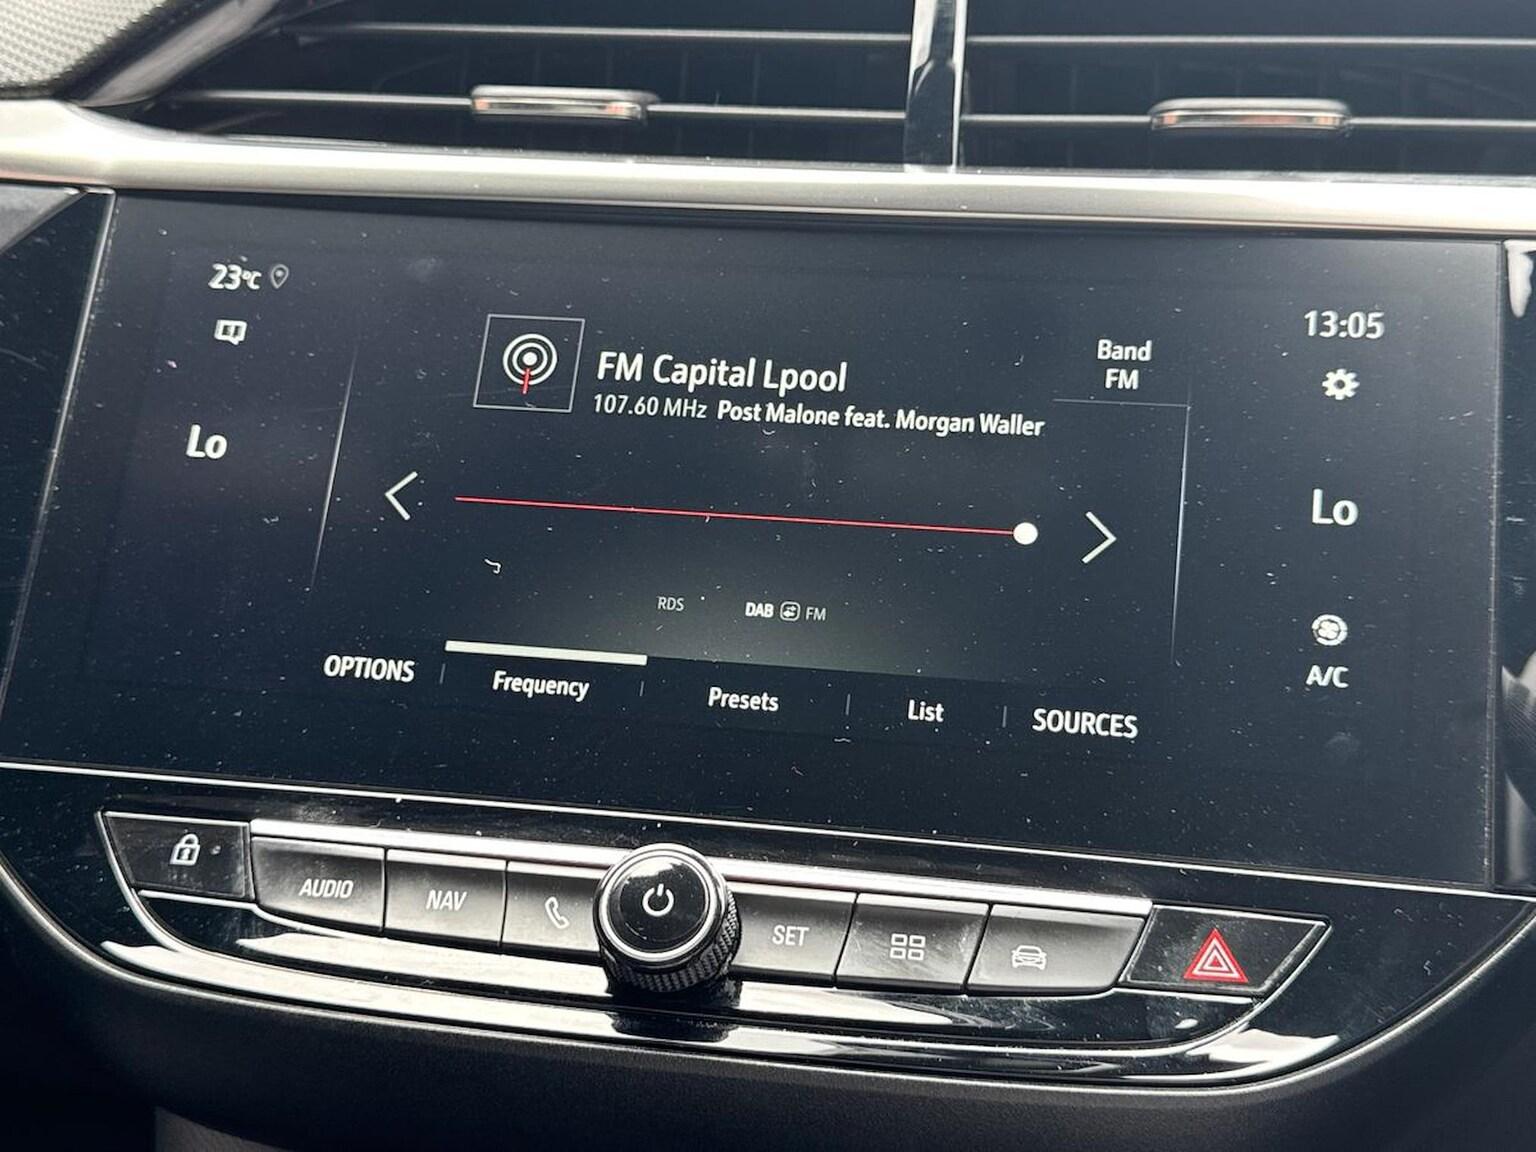 23°C
13:05
FM Capital Lpool
107.60 MHz Post Malone feat. Morgan Waller
Band
FM
Lo
Lo
RDS
DAB FM
A/C
OPTIONS
Frequency
Presets
List
SOURCES
AUDIO
NAV
SET